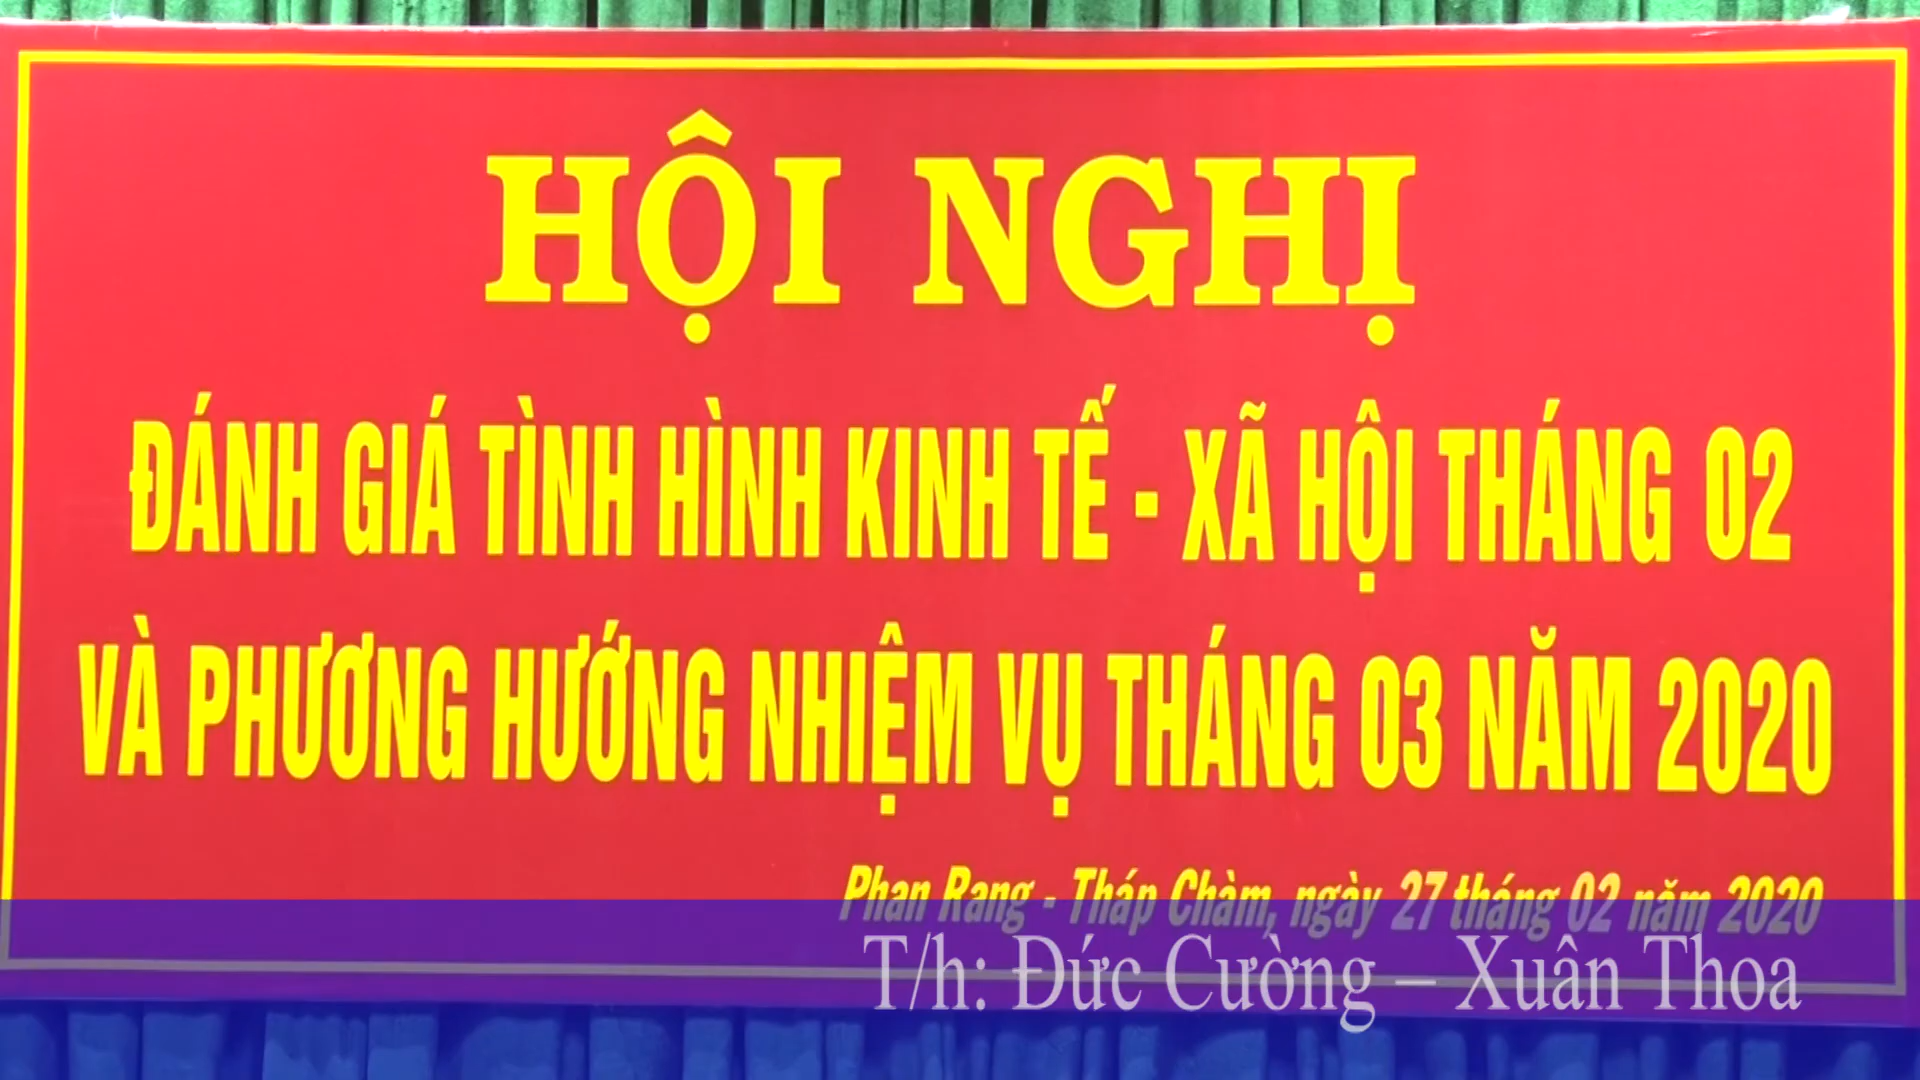 HỘI NGHỊ
ĐÁNH GIÁ TÌNH HÌNH KINH TẾ - XÃ HỘI THÁNG 02
VÀ PHƯƠNG HƯỚNG NHIỆM VỤ THÁNG 03 NĂM 2020
Phan Rang - Tháp Chàm, ngày 27 tháng 02 năm 2020
T/h: Đức Cường – Xuân Thoa